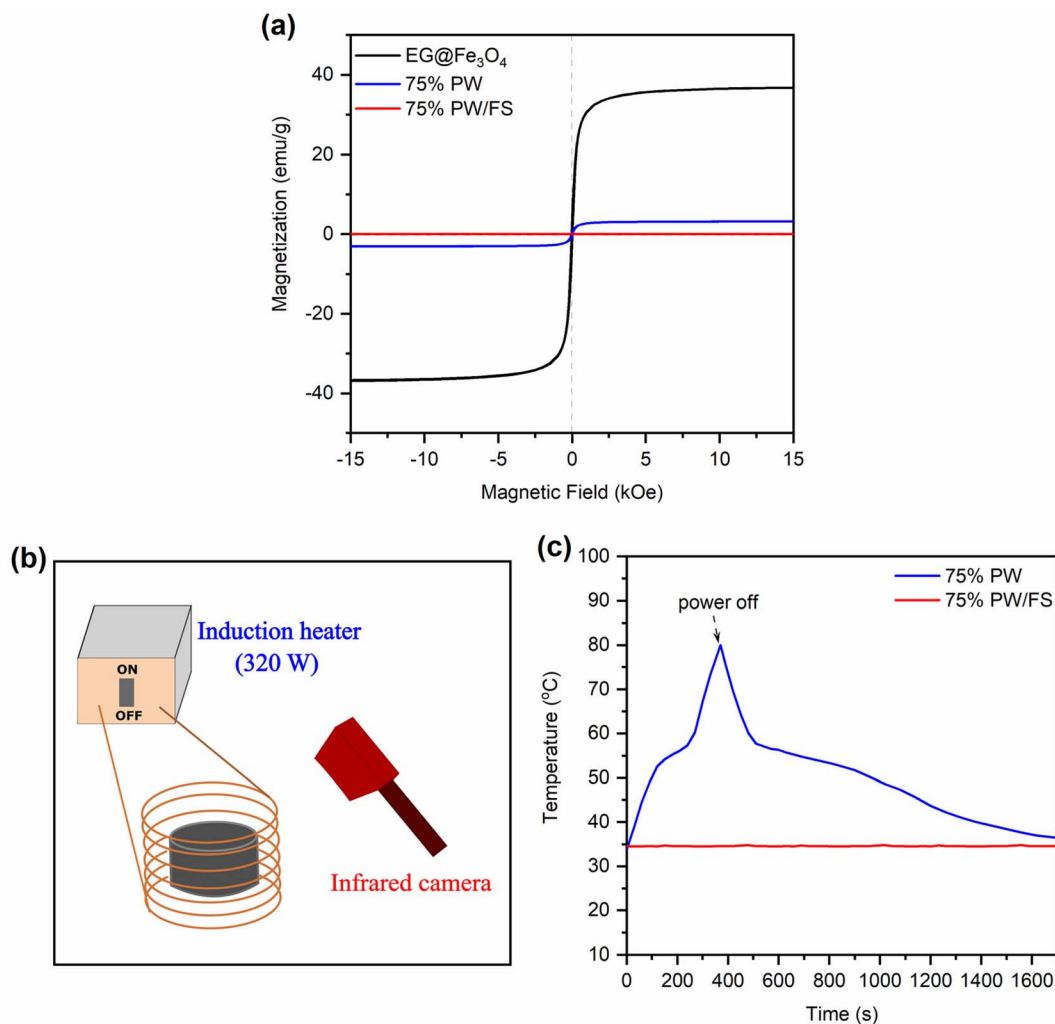 (a)
EG@Fe₃O₄
75% PW
75% PW/FS
40
20
0
-20
-40
Magnetization (emu/g)
-15
-10
-5
0
5
10
15
Magnetic Field (kOe)
(b)
Induction heater
(320 W)
ON
OFF
Infrared camera
(c)
75% PW
75% PW/FS
power off
100
90
80
70
60
50
40
30
20
10
Temperature (°C)
0
200
400
600
800
1000
1200
1400
1600
Time (s)